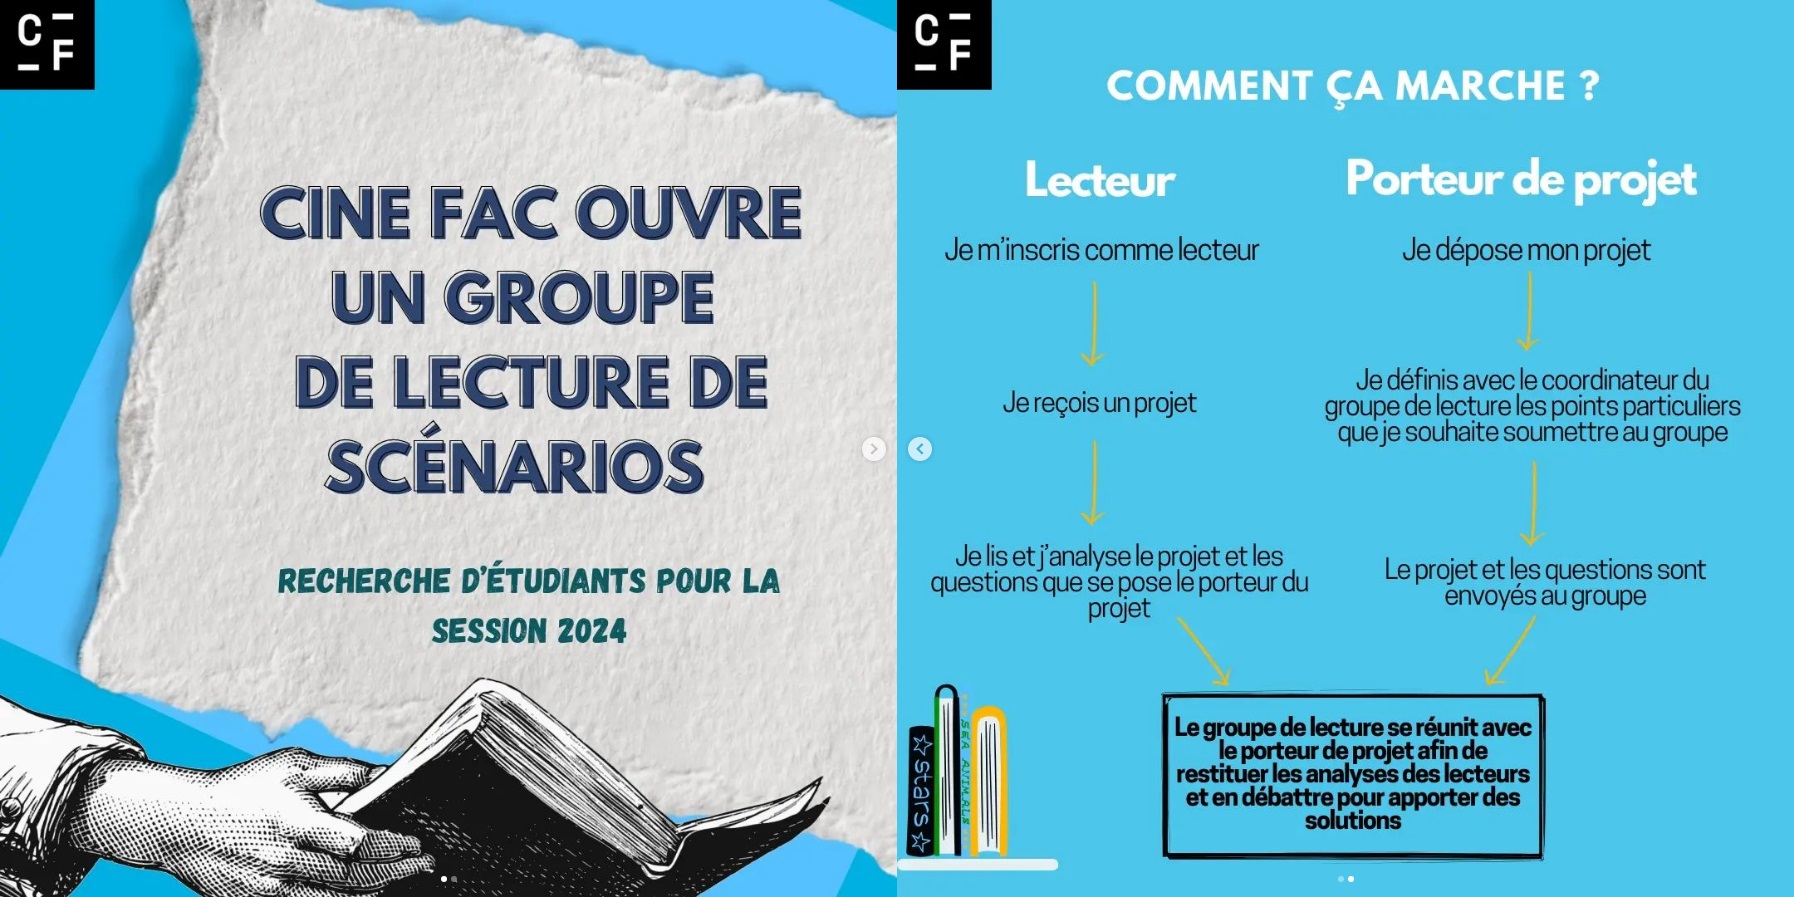 C
F
CINE FAC OUVRE
UN GROUPE
DE LECTURE DE
SCÉNARIOS
RECHERCHE D'ÉTUDIANTS POUR LA
SESSION 2024
C
F
COMMENT ÇA MARCHE ?
Lecteur
Je m'inscris comme lecteur
Je reçois un projet
Je lis et j'analyse le projet et les
questions que se pose le porteur du
projet
Porteur de projet
Je dépose mon projet
Je définis avec le coordinateur du
groupe de lecture les points particuliers
que je souhaite soumettre au groupe
Le projet et les questions sont
envoyés au groupe
Le groupe de lecture se réunit avec
le porteur de projet afin de
restituer les analyses des lecteurs
et en débattre pour apporter des
solutions
stars
SEA ANIMALS